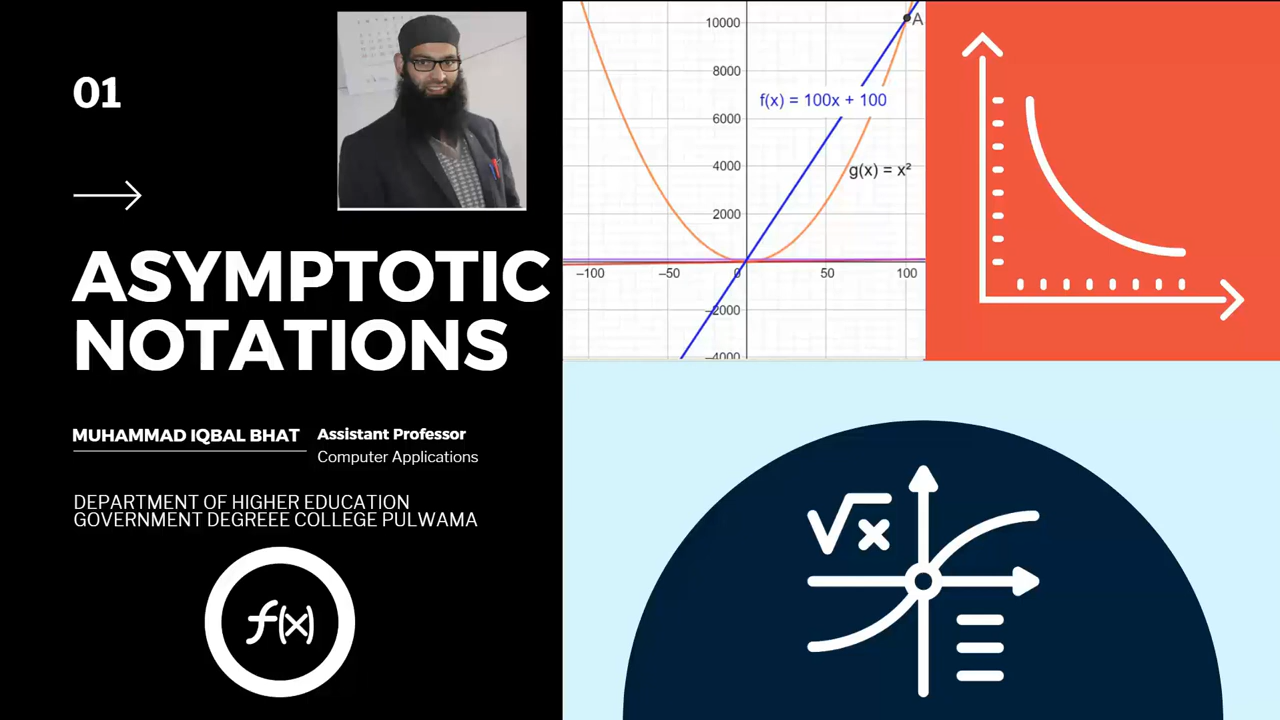 01
ASYMPTOTIC
NOTATIONS
MUHAMMAD IQBAL BHAT
Assistant Professor
Computer Applications
DEPARTMENT OF HIGHER EDUCATION
GOVERNMENT DEGREEE COLLEGE PULWAMA
f(x)
10000
A
8000
f(x) = 100x + 100
6000
g(x) = x²
4000
2000
–100 –50 0 50 100
–2000
–4000
√x